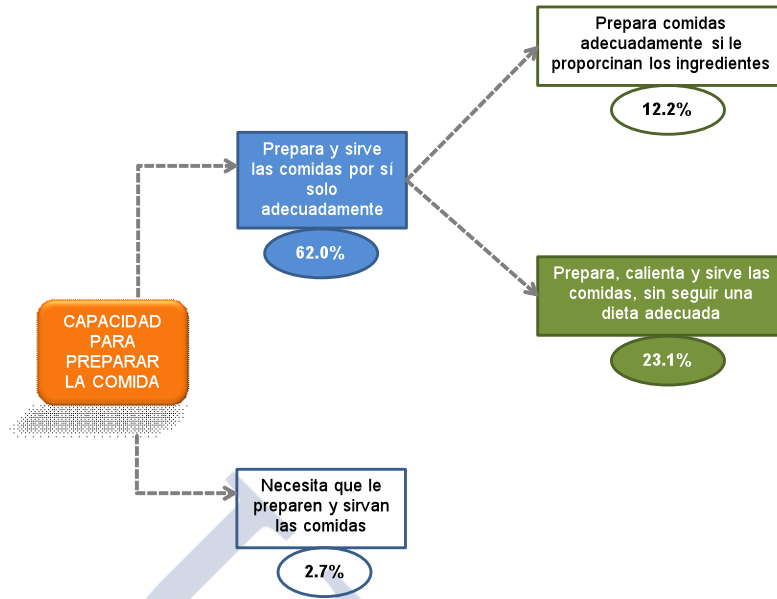 Prepara comidas
adecuadamente si le
proporcinan los ingredientes
12.2%
Prepara y sirve
las comidas por sí
solo
adecuadamente
62.0%
Prepara, calienta y sirve las
comidas, sin seguir una
dieta adecuada
23.1%
CAPACIDAD
PARA
PREPARAR
LA COMIDA
Necesita que le
preparen y sirvan
las comidas
2.7%